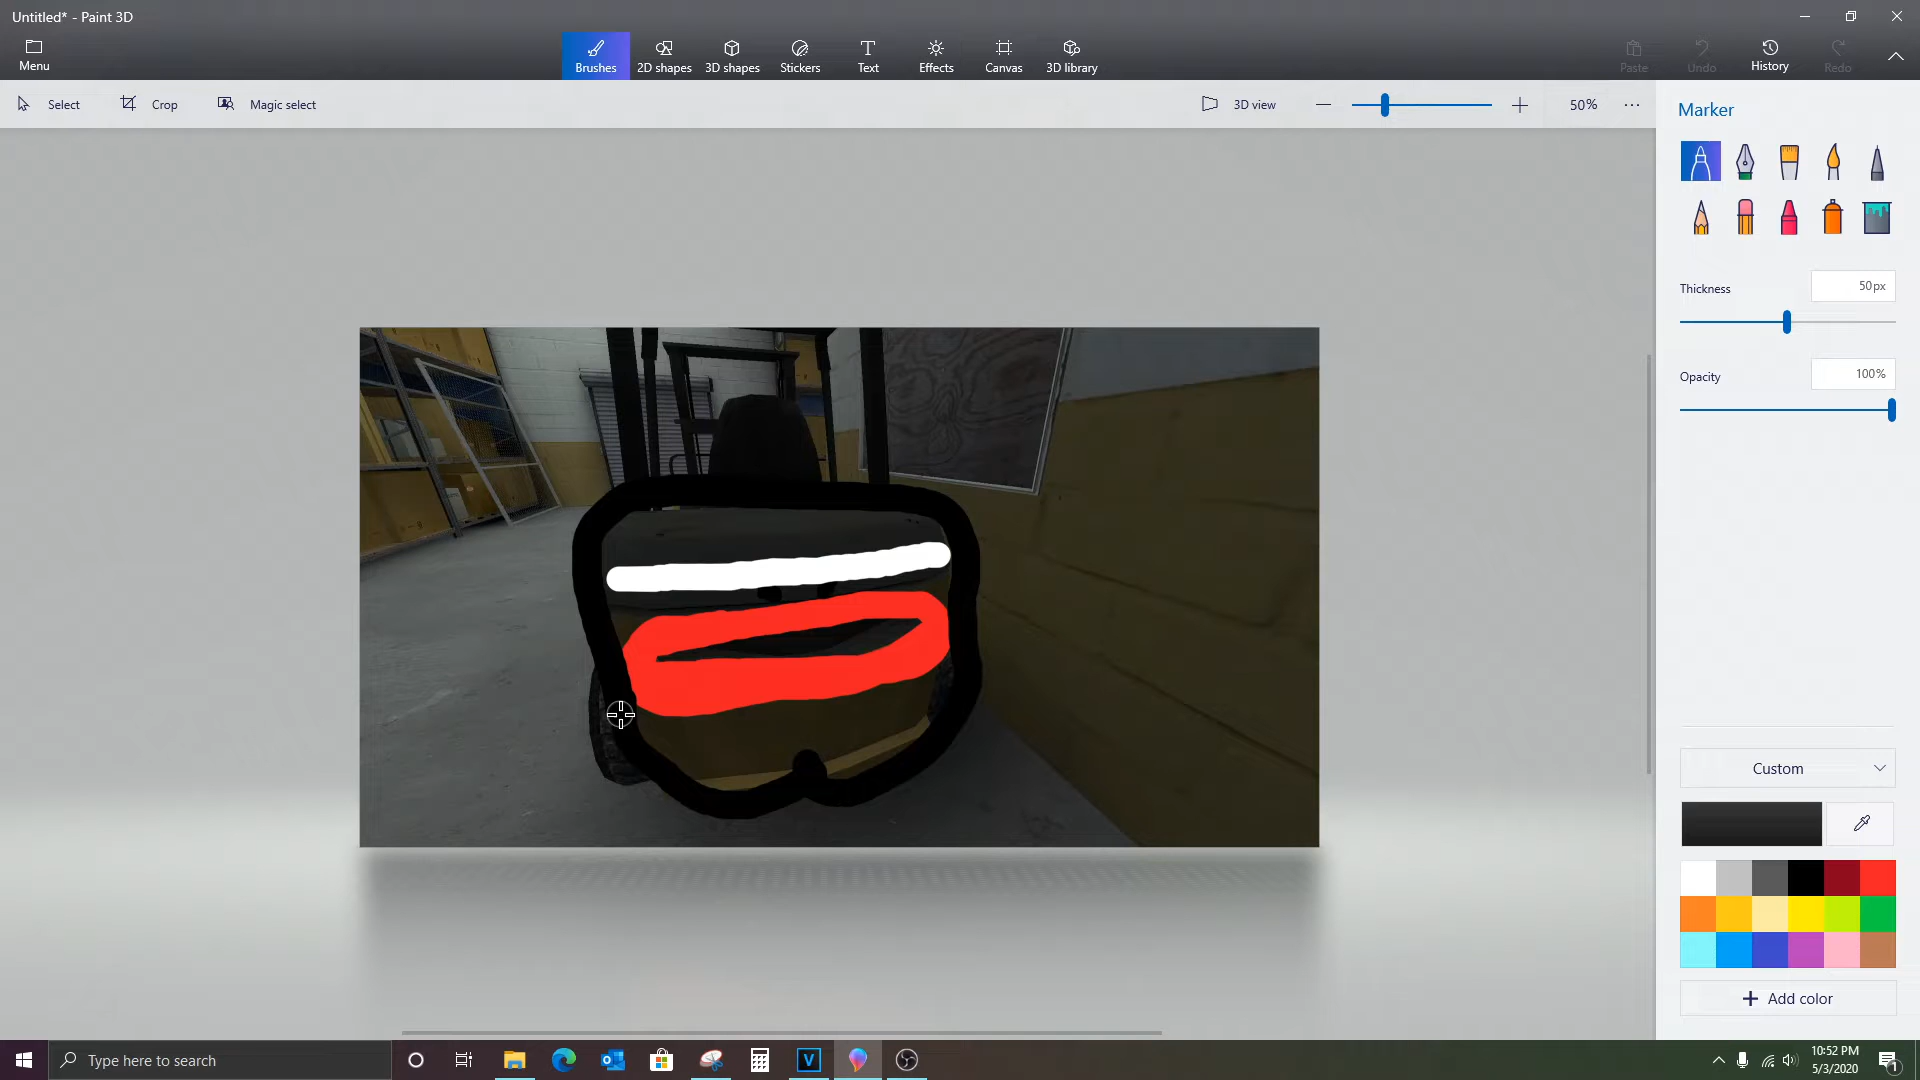 Untitled* - Paint 3D
Menu
Brushes
2D shapes
3D shapes
Stickers
Text
Effects
Canvas
3D library
Paste
Undo
History
Redo
Select
Crop
Magic select
3D view
50%
Marker
Thickness
50px
Opacity
100%
Custom
Add color
Type here to search
V
10:52 PM
5/3/2020
1